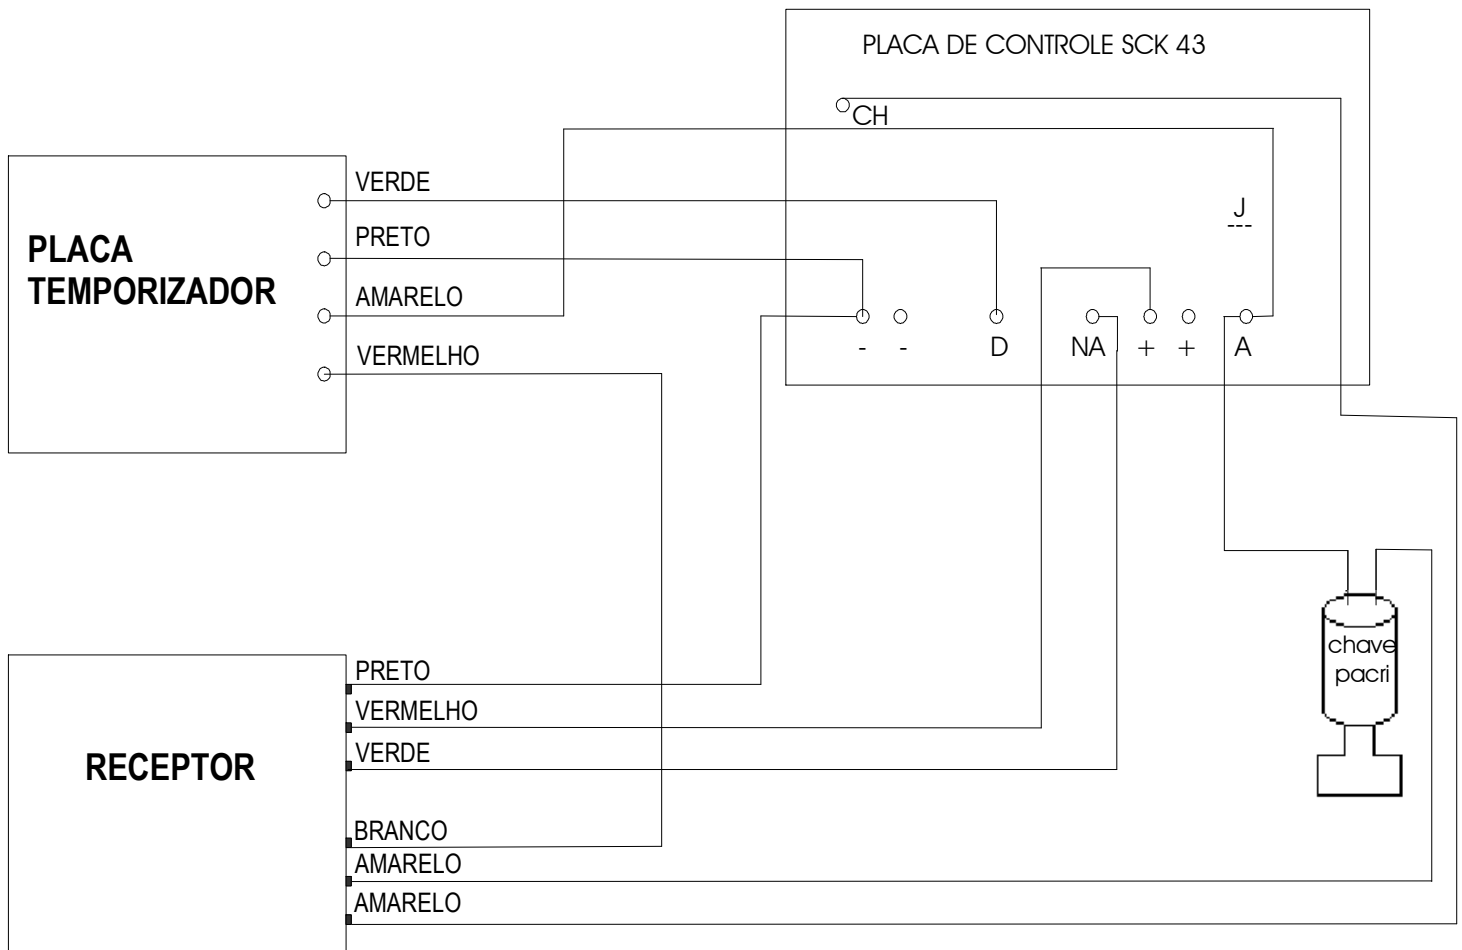 PLACA DE CONTROLE SCK 43
CH
VERDE
PRETO
AMARELO
VERMELHO
PLACA
TEMPORIZADOR
J
---
- - D NA + + A
chave
pacri
PRETO
VERMELHO
VERDE
RECEPTOR
BRANCO
AMARELO
AMARELO